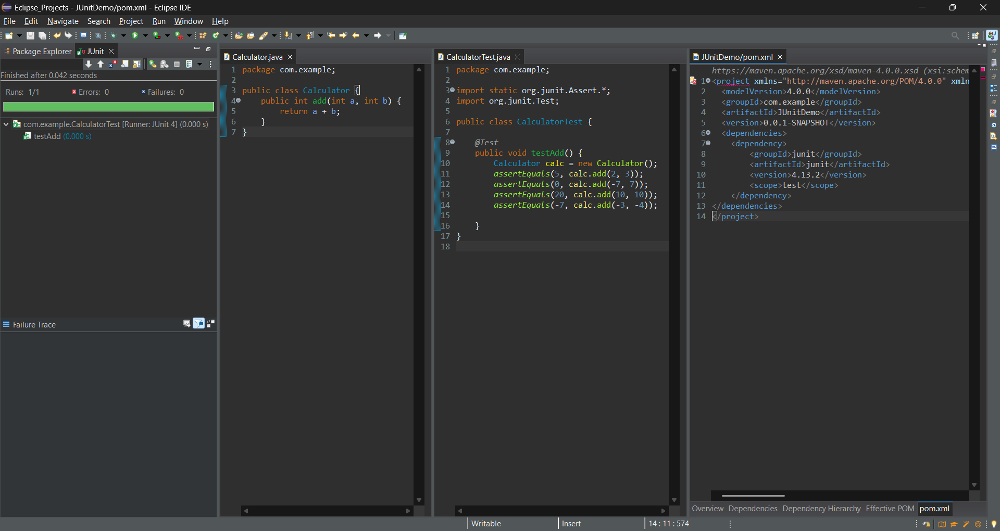 Eclipse_Projects - JUnitDemo/pom.xml - Eclipse IDE
File Edit Navigate Search Project Run Window Help
Package Explorer JUnit
Finished after 0.042 seconds
Runs: 1/1 Errors: 0 Failures: 0
com.example.CalculatorTest [Runner: JUnit 4] (0.000 s)
testAdd (0.000 s)
Failure Trace
Calculator.java
1 package com.example;
2
3 public class Calculator {
4 public int add(int a, int b) {
5 return a + b;
6 }
7 }
CalculatorTest.java
1 package com.example;
2
3 import static org.junit.Assert.*;
4 import org.junit.Test;
5
6 public class CalculatorTest {
7
8 @Test
9 public void testAdd() {
10 Calculator calc = new Calculator();
11 assertEquals(5, calc.add(2, 3));
12 assertEquals(0, calc.add(-7, 7));
13 assertEquals(20, calc.add(10, 10));
14 assertEquals(-7, calc.add(-3, -4));
15
16 }
17 }
18
JUnitDemo/pom.xml
https://maven.apache.org/xsd/maven-4.0.0.xsd (xsi:schem
1 <project xmlns="http://maven.apache.org/POM/4.0.0" xmln
2 <modelVersion>4.0.0</modelVersion>
3 <groupId>com.example</groupId>
4 <artifactId>JUnitDemo</artifactId>
5 <version>0.0.1-SNAPSHOT</version>
6 <dependencies>
7 <dependency>
8 <groupId>junit</groupId>
9 <artifactId>junit</artifactId>
10 <version>4.13.2</version>
11 <scope>test</scope>
12 </dependency>
13 </dependencies>
14 </project>
Overview Dependencies Dependency Hierarchy Effective POM pom.xml
Writable Insert 14 : 11 : 574